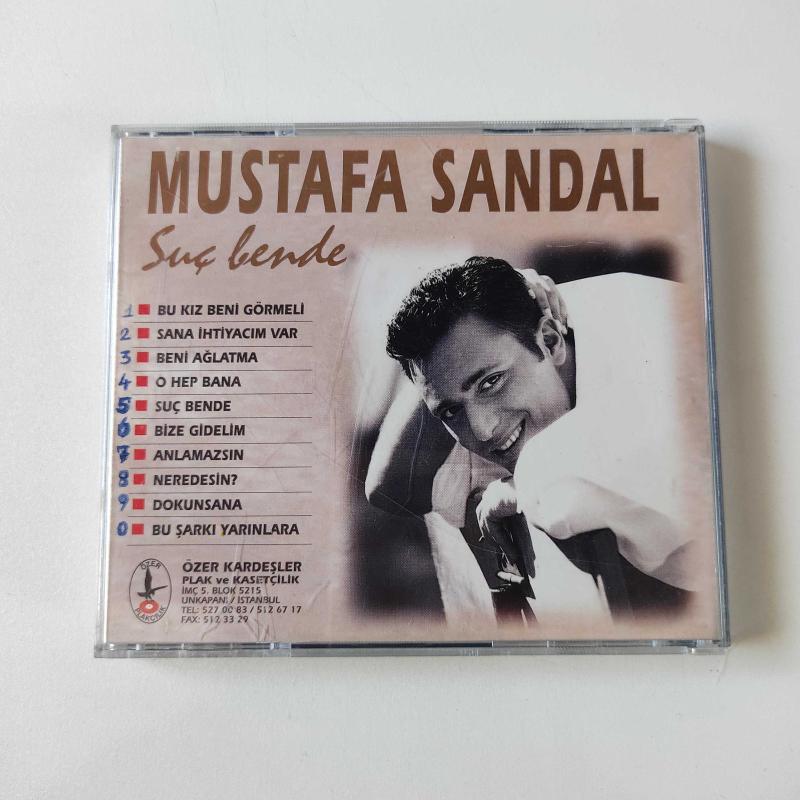 MUSTAFA SANDAL
Suç bende
1 BU KIZ BENİ GÖRMELİ
2 SANA İHTİYACIM VAR
3 BENİ AĞLATMA
4 O HEP BANA
5 SUÇ BENDE
6 BİZE GİDELİM
7 ANLAMAZSIN
8 NEREDESİN?
9 DOKUNSANA
0 BU ŞARKI YARINLARA
ÖZER
PLAKÇILIK
ÖZER KARDEŞLER
PLAK ve KASETÇİLİK
İMÇ 5. BLOK 5215
UNKAPANI / İSTANBUL
TEL: 527 00 83 / 512 67 17
FAX: 512 33 29